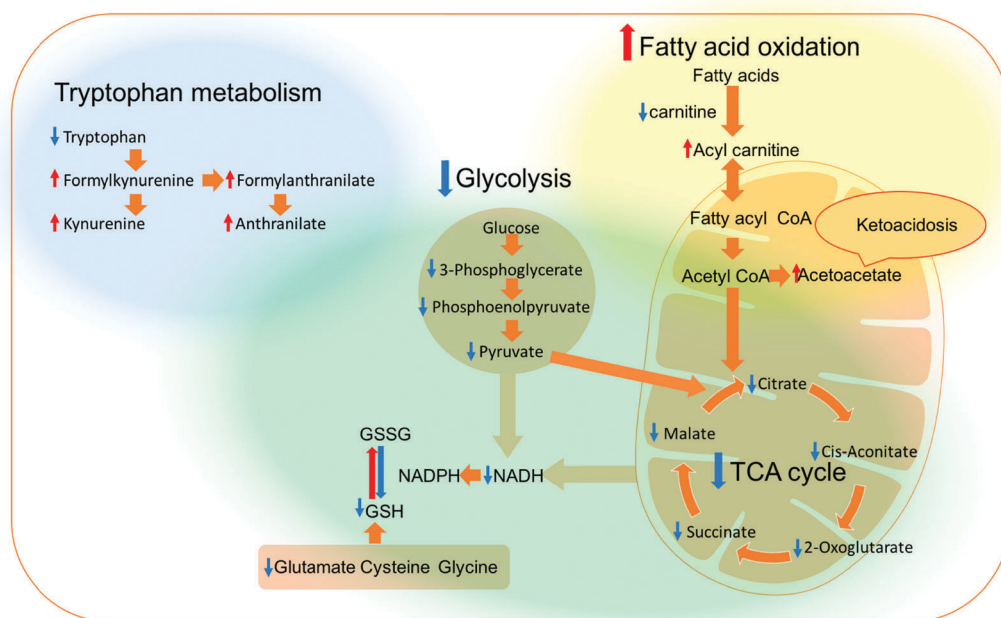 Tryptophan metabolism
Tryptophan
Formylkynurenine
Formylanthranilate
Kynurenine
Anthranilate
Glycolysis
Glucose
3-Phosphoglycerate
Phosphoenolpyruvate
Pyruvate
Fatty acid oxidation
Fatty acids
carnitine
Acyl carnitine
Fatty acyl CoA
Ketoacidosis
Acetyl CoA
Acetoacetate
Citrate
Malate
Cis-Aconitate
TCA cycle
Succinate
2-Oxoglutarate
GSSG
NADPH
NADH
GSH
Glutamate Cysteine Glycine